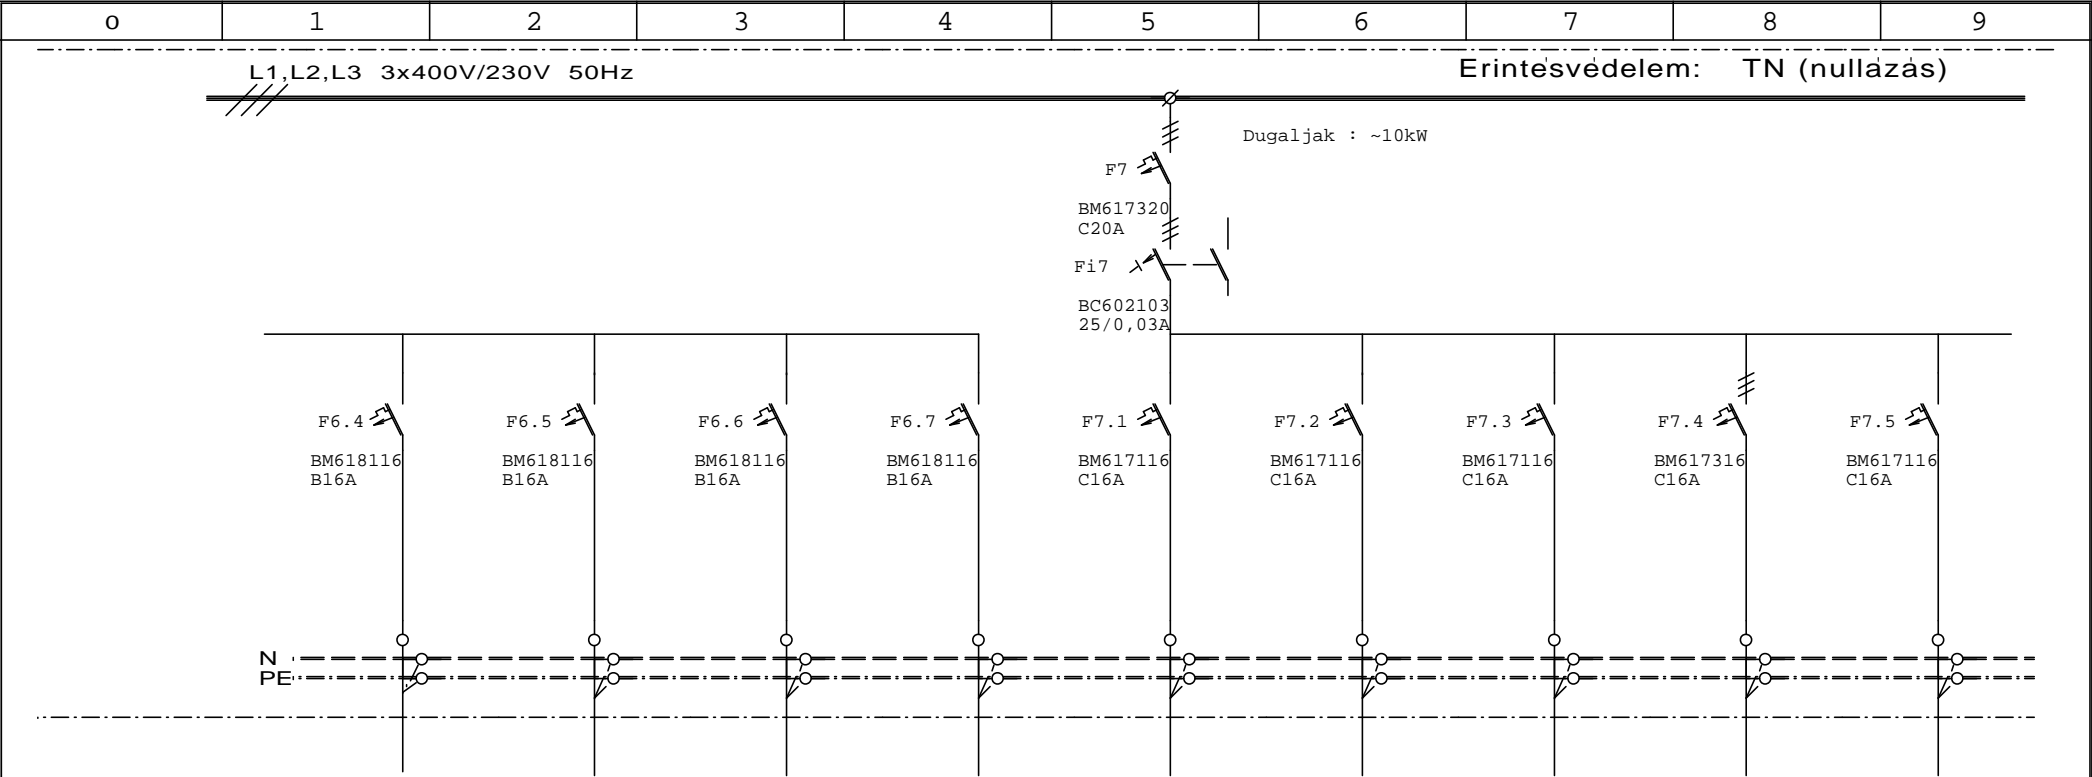 o 1 2 3 4 5 6 7 8 9
L1,L2,L3 3x400V/230V 50Hz
Érintésvédelem: TN (nullázás)
Dugaljak : ~10kW
F7
BM617320
C20A
Fi7
BC602103
25/0,03A
F6.4 F6.5 F6.6 F6.7 F7.1 F7.2 F7.3 F7.4 F7.5
BM618116 BM618116 BM618116 BM618116 BM617116 BM617116 BM617116 BM617316 BM617116
B16A B16A B16A B16A C16A C16A C16A C16A C16A
N
PE